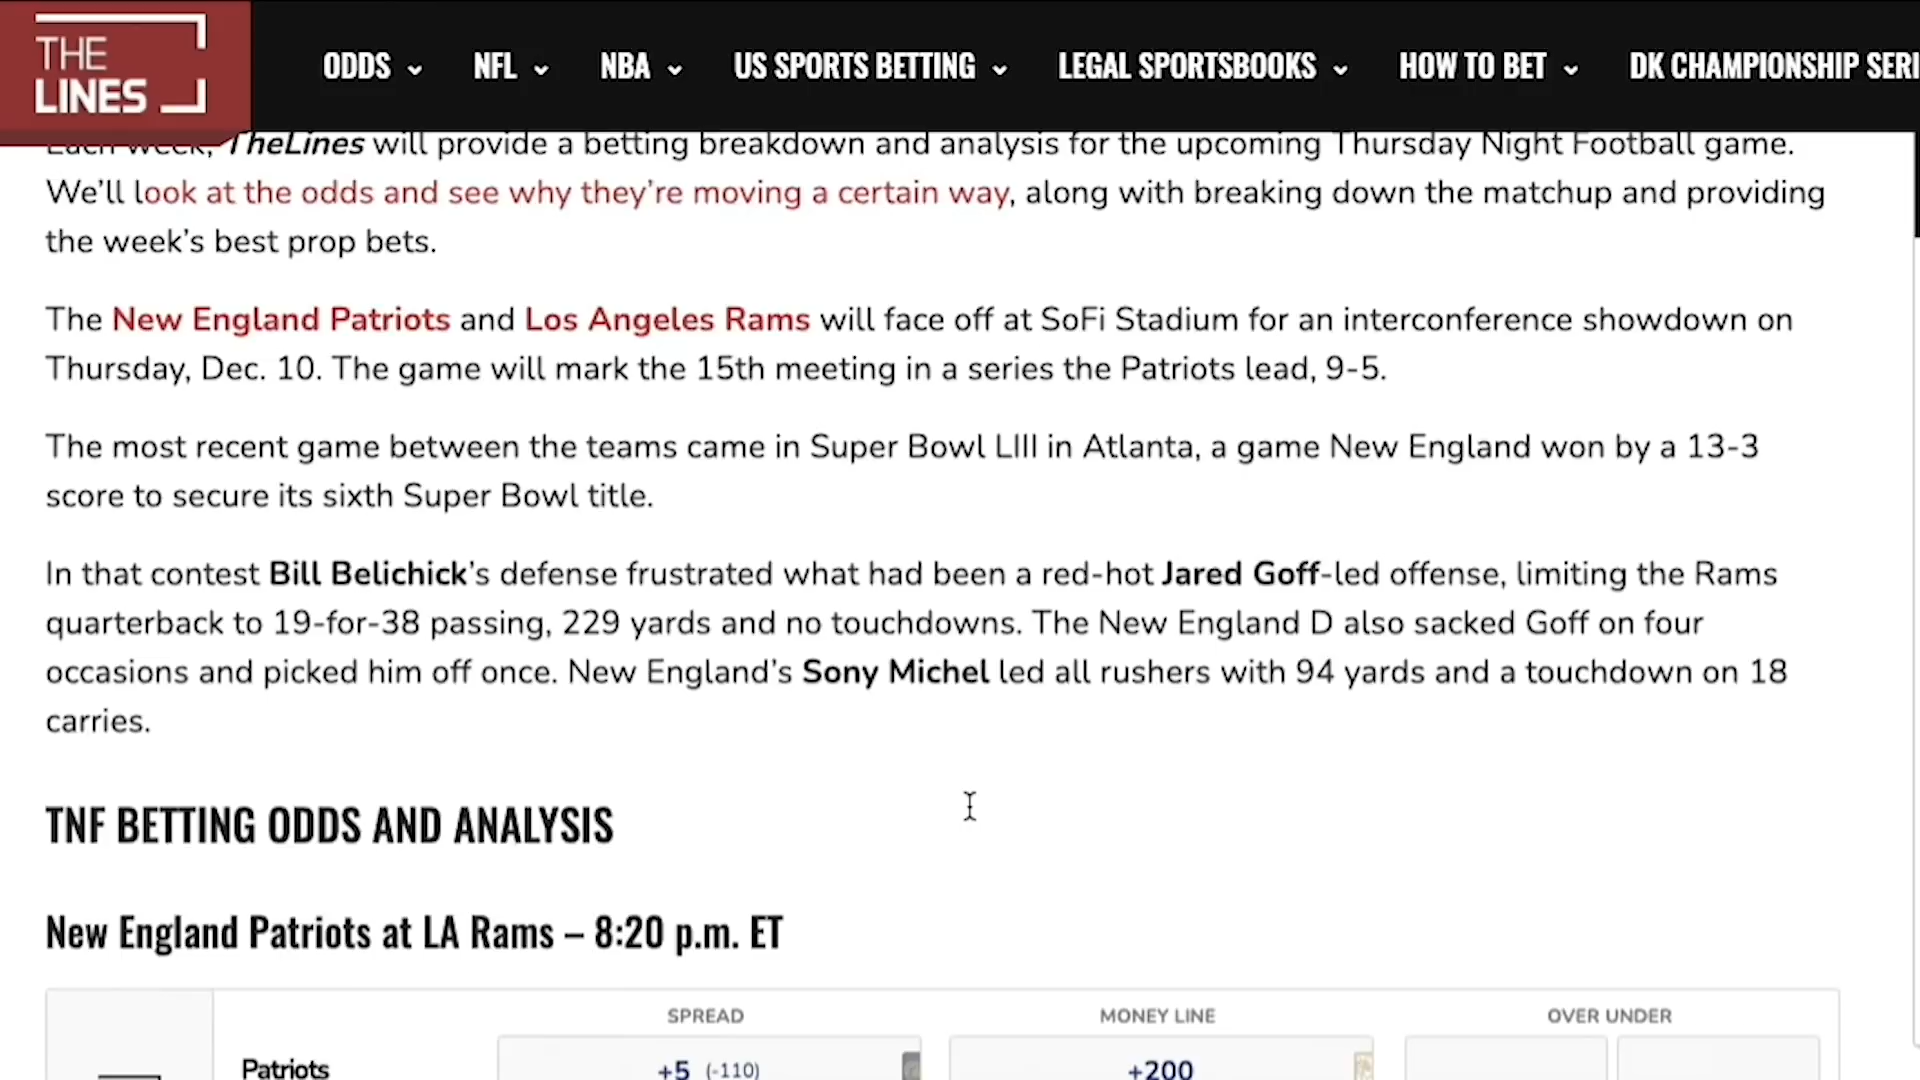 THE
LINES
ODDS NFL NBA US SPORTS BETTING LEGAL SPORTSBOOKS HOW TO BET DK CHAMPIONSHIP SERI
Each week, TheLines will provide a betting breakdown and analysis for the upcoming Thursday Night Football game.
We’ll look at the odds and see why they’re moving a certain way, along with breaking down the matchup and providing
the week’s best prop bets.
The New England Patriots and Los Angeles Rams will face off at SoFi Stadium for an interconference showdown on
Thursday, Dec. 10. The game will mark the 15th meeting in a series the Patriots lead, 9-5.
The most recent game between the teams came in Super Bowl LIII in Atlanta, a game New England won by a 13-3
score to secure its sixth Super Bowl title.
In that contest Bill Belichick’s defense frustrated what had been a red-hot Jared Goff-led offense, limiting the Rams
quarterback to 19-for-38 passing, 229 yards and no touchdowns. The New England D also sacked Goff on four
occasions and picked him off once. New England’s Sony Michel led all rushers with 94 yards and a touchdown on 18
carries.
TNF BETTING ODDS AND ANALYSIS
New England Patriots at LA Rams – 8:20 p.m. ET
SPREAD MONEY LINE OVER UNDER
Patriots +5 (-110) +200